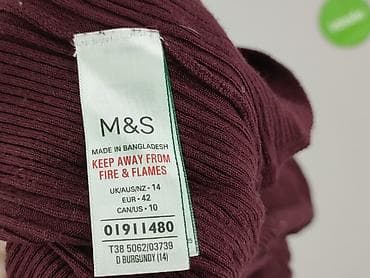 M&S
MADE IN BANGLADESH
KEEP AWAY FROM
FIRE & FLAMES
UK/AUS/NZ - 14
EUR - 42
CAN/US - 10
01911480
T38 5062|03739
D BURGUNDY (14)